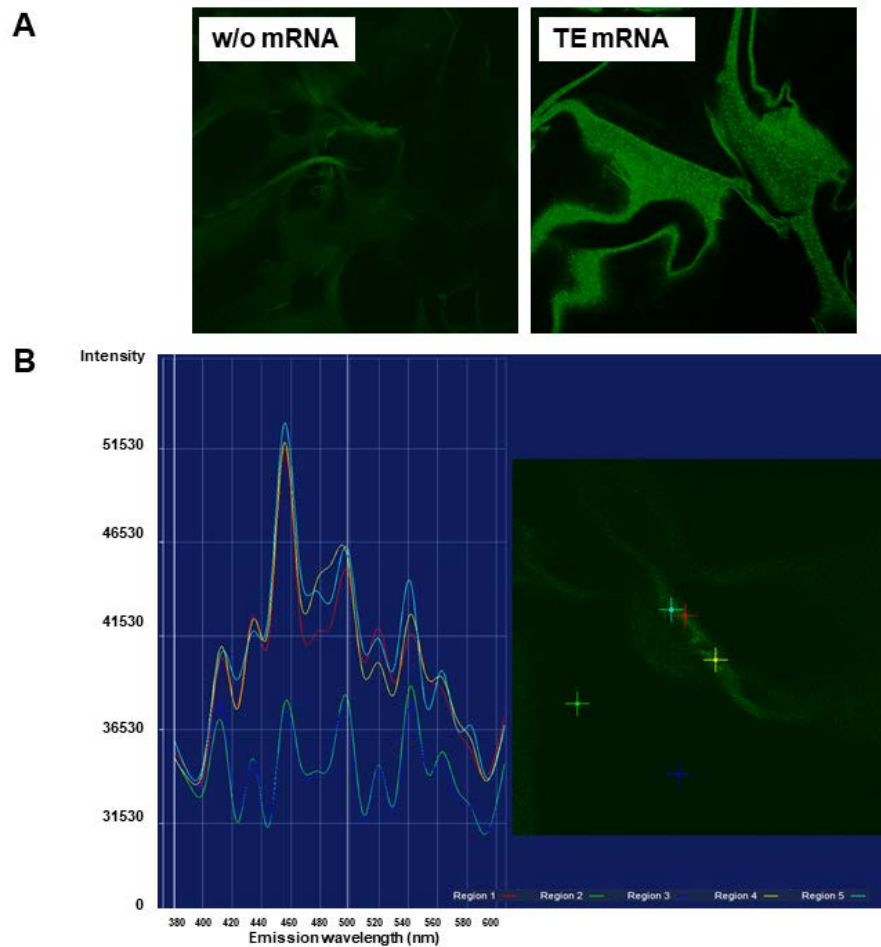 A
w/o mRNA
TE mRNA
B
Intensity
51530
46530
41530
36530
31530
0
380 400 420 440 460 480 500 520 540 560 580 600
Emission wavelength (nm)
Region 1 Region 2 Region 3 Region 4 Region 5